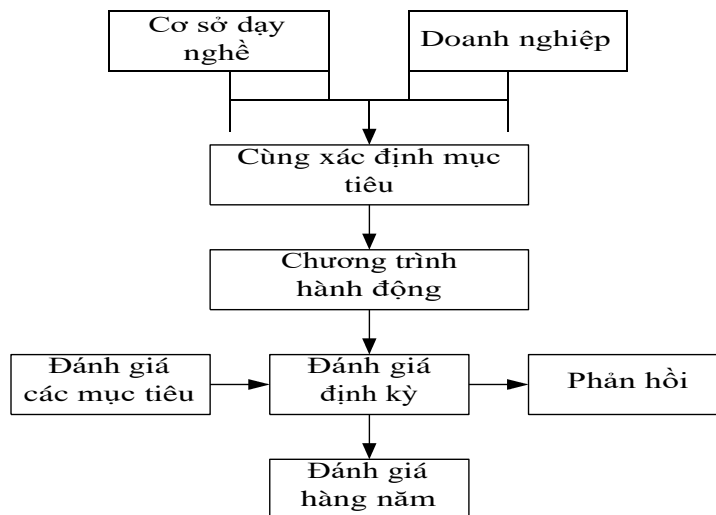 Cơ sở dạy
nghề
Doanh nghiệp
Cùng xác định mục
tiêu
Chương trình
hành động
Đánh giá
các mục tiêu
Đánh giá
định kỳ
Phản hồi
Đánh giá
hàng năm